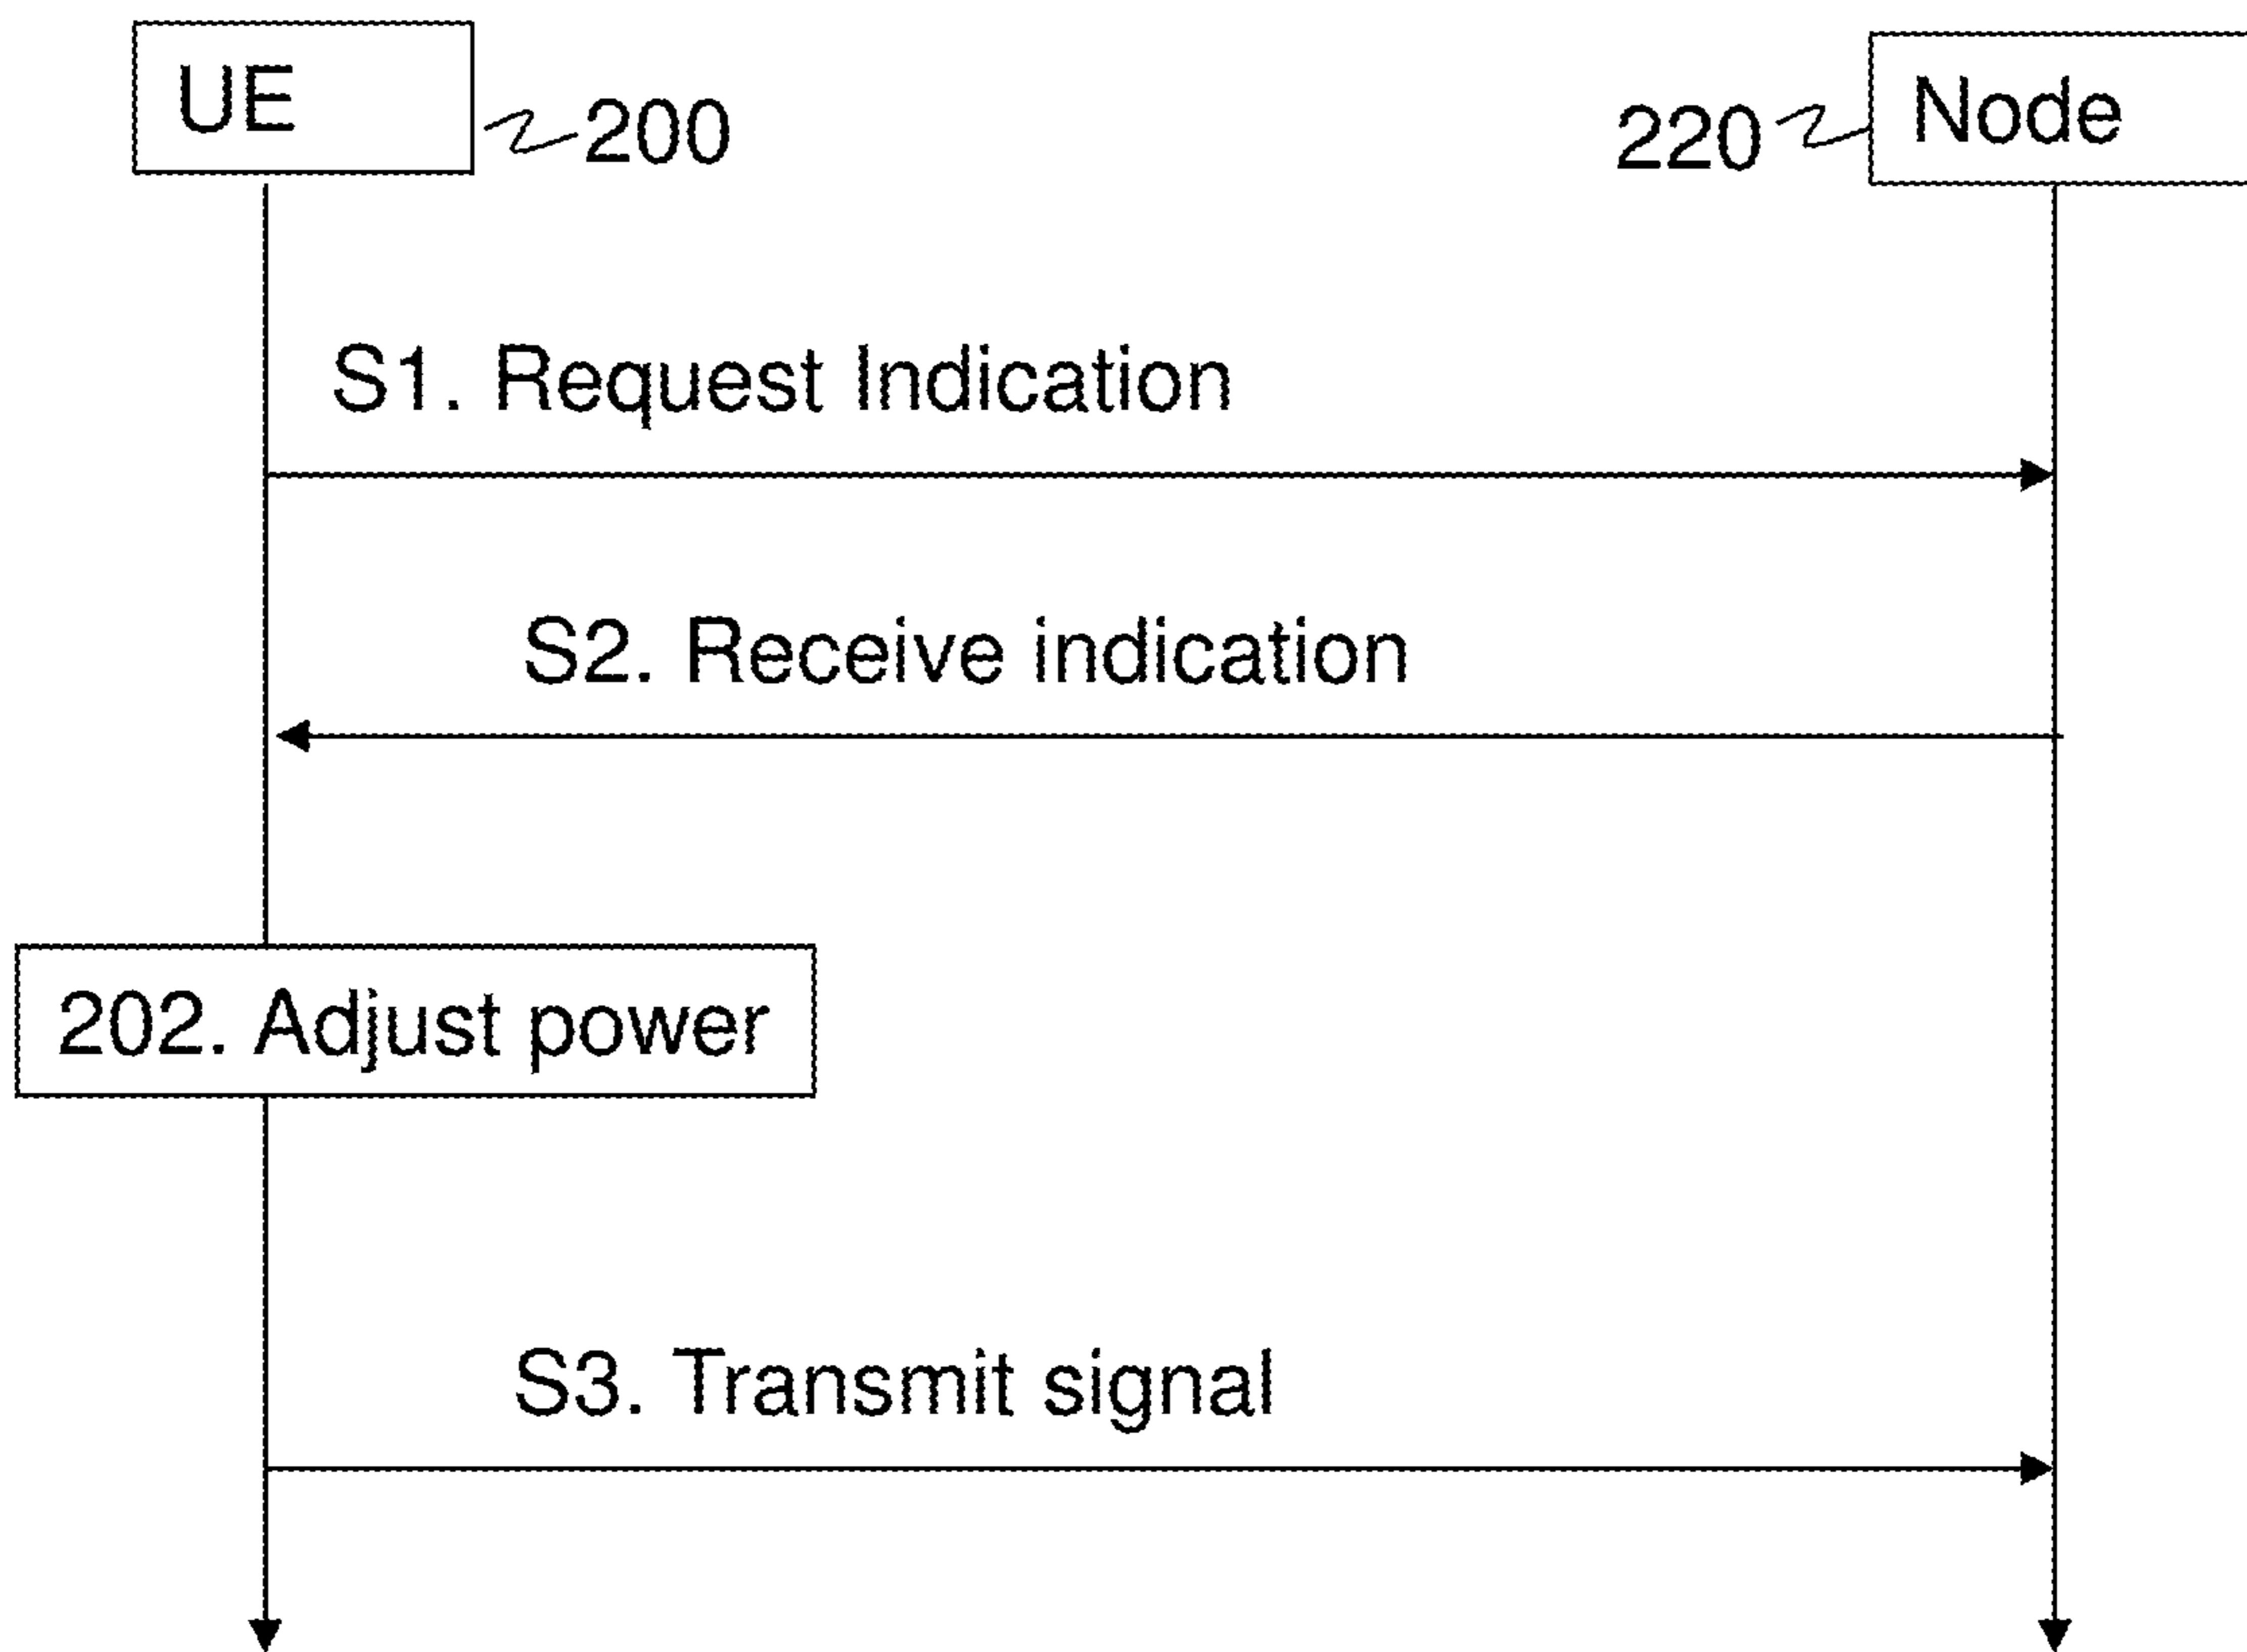 UE
200
220
Node
S1. Request Indication
S2. Receive indication
202. Adjust power
S3. Transmit signal